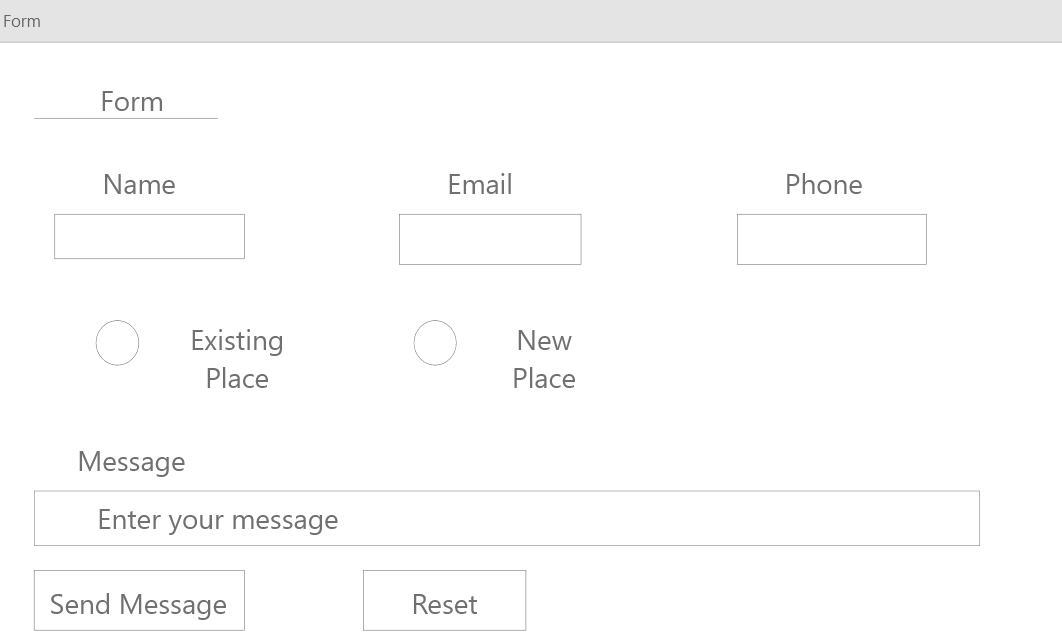 Form
Form
Name Email Phone
Existing New
Place Place
Message
Enter your message
Send Message Reset